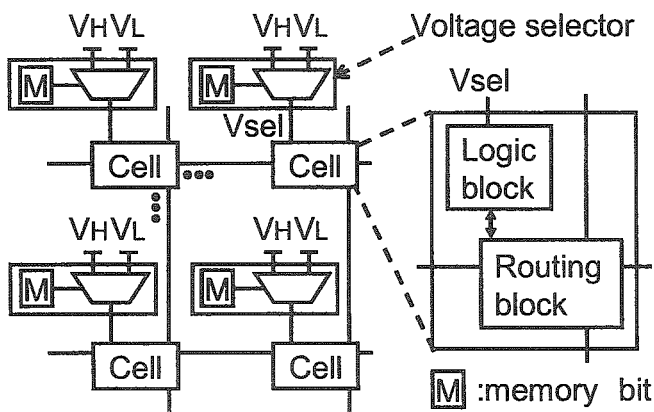 VHVL VHVL Voltage selector
M M
Vsel Vsel
Cell Cell Logic
block
VHVL VHVL
M M Routing
block
Cell Cell
M :memory bit